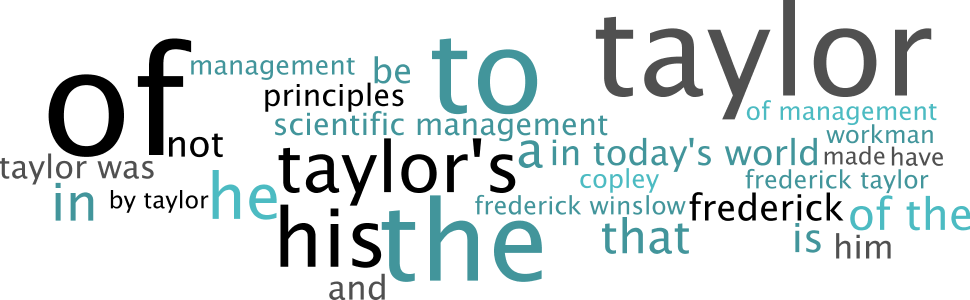 taylor
of
to
management
be
principles
of management
scientific management
workman
not
taylor's
a
in today's world
made
have
taylor was
copley
frederick taylor
in
by taylor
he
frederick winslow
frederick
of the
his
the
that
is
him
and